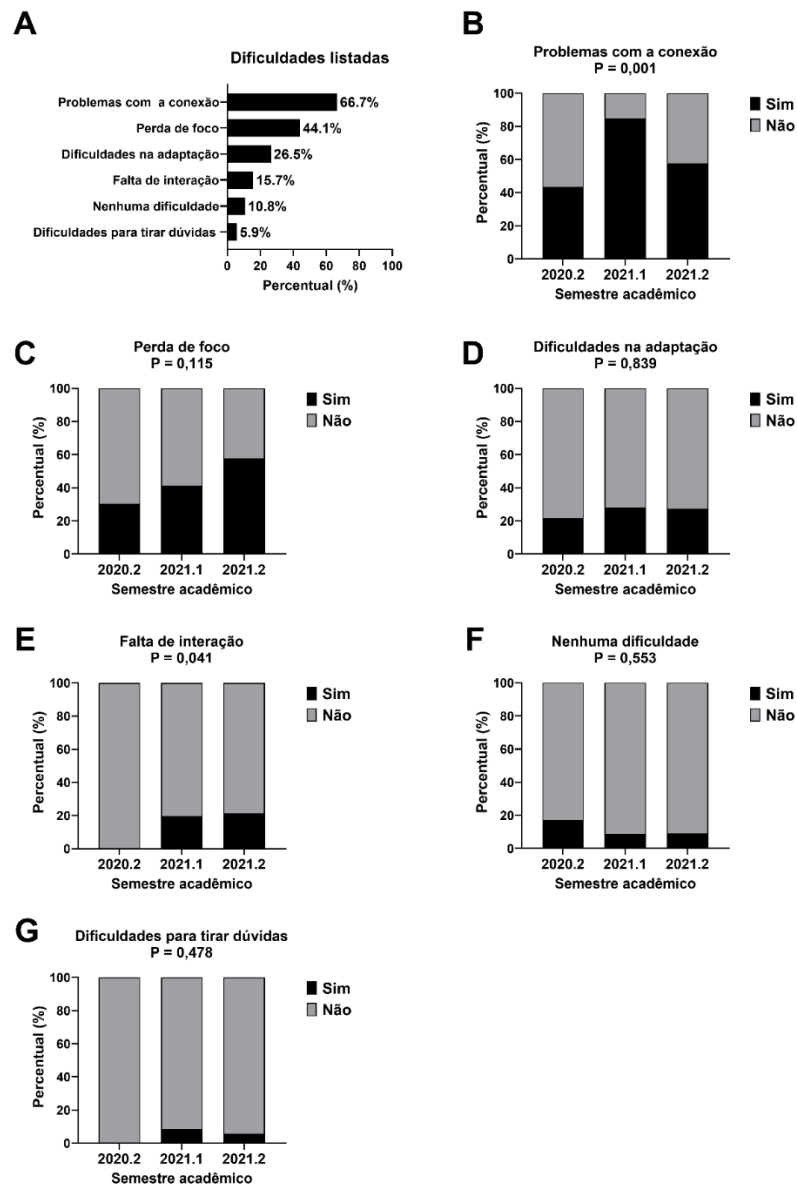 A
Dificuldades listadas
Problemas com a conexão
66.7%
Perda de foco
44.1%
Dificuldades na adaptação
26.5%
Falta de interação
15.7%
Nenhuma dificuldade
10.8%
Dificuldades para tirar dúvidas
5.9%
0 20 40 60 80 100
Percentual (%)
B
Problemas com a conexão
P = 0,001
Percentual (%)
100
80
60
40
20
0
2020.2 2021.1 2021.2
Semestre acadêmico
Sim
Não
C
Perda de foco
P = 0,115
Percentual (%)
100
80
60
40
20
0
2020.2 2021.1 2021.2
Semestre acadêmico
Sim
Não
D
Dificuldades na adaptação
P = 0,839
Percentual (%)
100
80
60
40
20
0
2020.2 2021.1 2021.2
Semestre acadêmico
Sim
Não
E
Falta de interação
P = 0,041
Percentual (%)
100
80
60
40
20
0
2020.2 2021.1 2021.2
Semestre acadêmico
Sim
Não
F
Nenhuma dificuldade
P = 0,553
Percentual (%)
100
80
60
40
20
0
2020.2 2021.1 2021.2
Semestre acadêmico
Sim
Não
G
Dificuldades para tirar dúvidas
P = 0,478
Percentual (%)
100
80
60
40
20
0
2020.2 2021.1 2021.2
Semestre acadêmico
Sim
Não